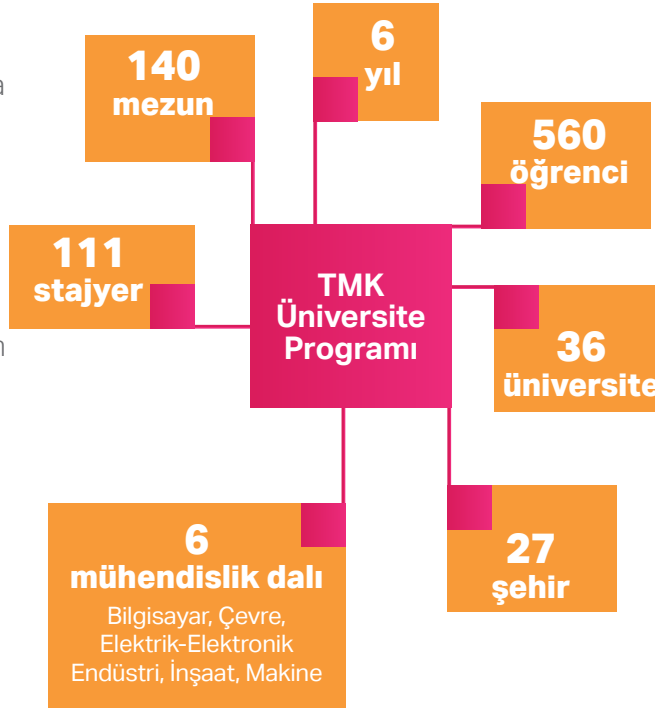 6
yıl
140
mezun
560
öğrenci
111
stajyer
TMK
Üniversite
Programı
36
üniversite
27
şehir
6
mühendislik dalı
Bilgisayar, Çevre,
Elektrik-Elektronik
Endüstri, İnşaat, Makine